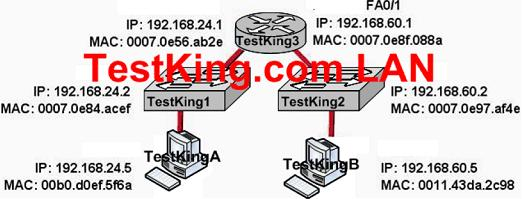 FA0/1
IP: 192.168.24.1
MAC: 0007.0e56.ab2e
TestKing3
IP: 192.168.60.1
MAC: 0007.0e8f.088a
TestKing.com LAN
IP: 192.168.24.2
MAC: 0007.0e84.acef
TestKing1
TestKing2
IP: 192.168.60.2
MAC: 0007.0e97.af4e
TestKingA
TestKingB
IP: 192.168.24.5
MAC: 00b0.d0ef.5f6a
IP: 192.168.60.5
MAC: 0011.43da.2c98